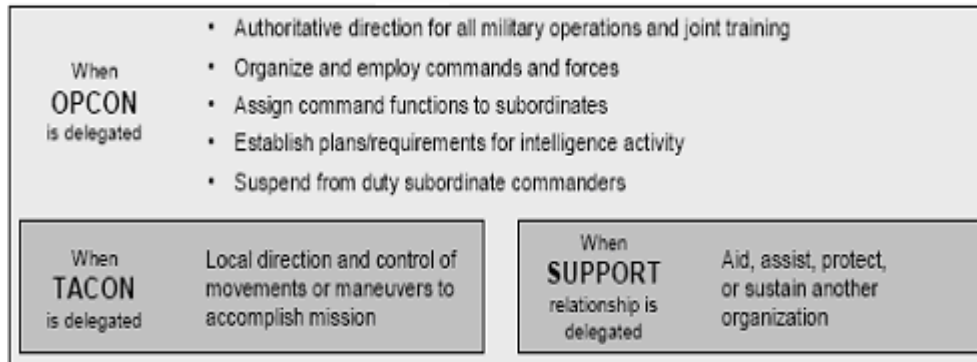 When
OPCON
is delegated
• Authoritative direction for all military operations and joint training
• Organize and employ commands and forces
• Assign command functions to subordinates
• Establish plans/requirements for intelligence activity
• Suspend from duty subordinate commanders
When
TACON
is delegated
Local direction and control of
movements or maneuvers to
accomplish mission
When
SUPPORT
relationship is
delegated
Aid, assist, protect,
or sustain another
organization